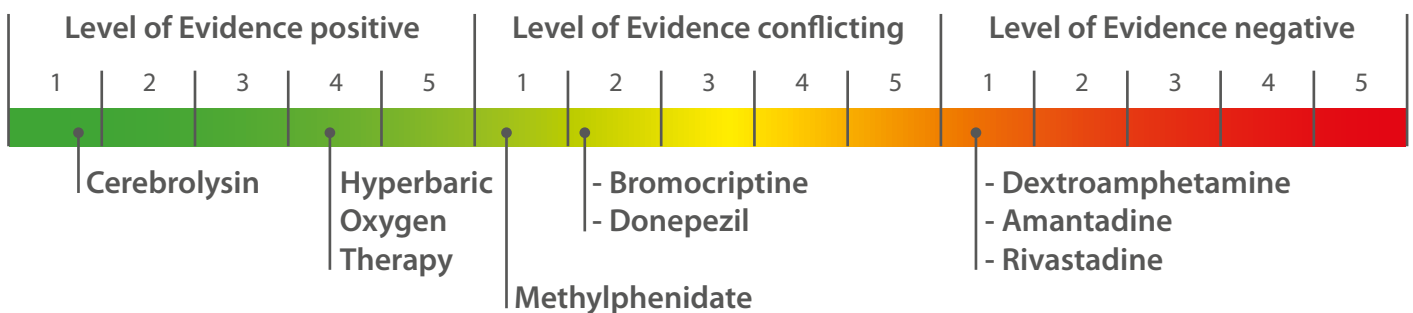 Level of Evidence positive Level of Evidence conflicting Level of Evidence negative
1 2 3 4 5 1 2 3 4 5 1 2 3 4 5
Cerebrolysin
Hyperbaric
Oxygen
Therapy
Methylphenidate
- Bromocriptine
- Donepezil
- Dextroamphetamine
- Amantadine
- Rivastadine